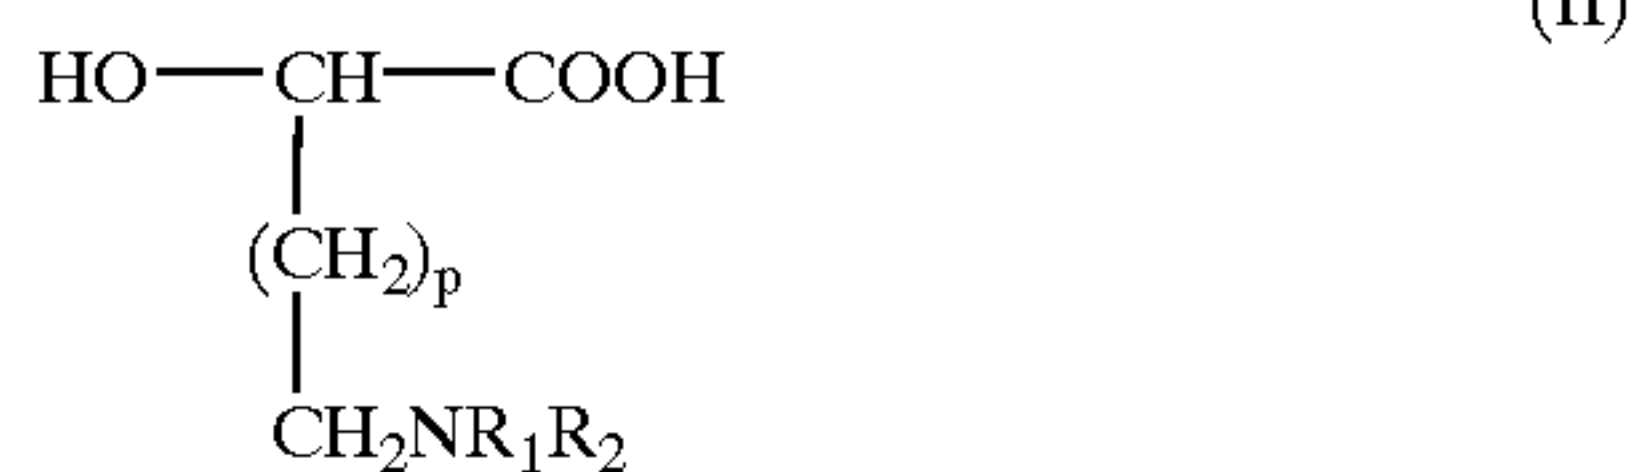 (II)
HO—CH—COOH
(CH₂)ₚ
CH₂NR₁R₂